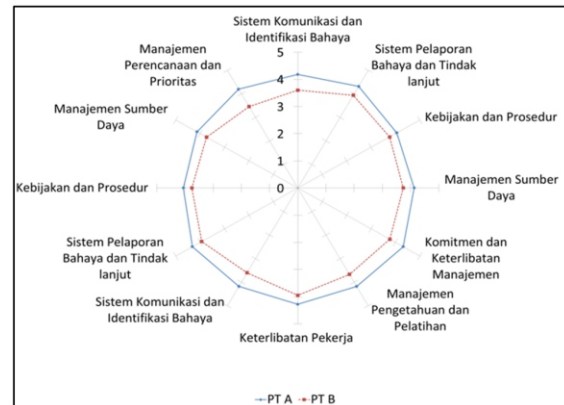 Sistem Komunikasi dan
Identifikasi Bahaya
Sistem Pelaporan
Bahaya dan Tindak
lanjut
Kebijakan dan Prosedur
Manajemen Sumber
Daya
Komitmen dan
Keterlibatan
Manajemen
Manajemen
Pengetahuan dan
Pelatihan
Keterlibatan Pekerja
Sistem Komunikasi dan
Identifikasi Bahaya
Sistem Pelaporan
Bahaya dan Tindak
lanjut
Kebijakan dan Prosedur
Manajemen Sumber
Daya
Manajemen
Perencanaan dan
Prioritas
5
4
3
2
1
0
PT A
PT B